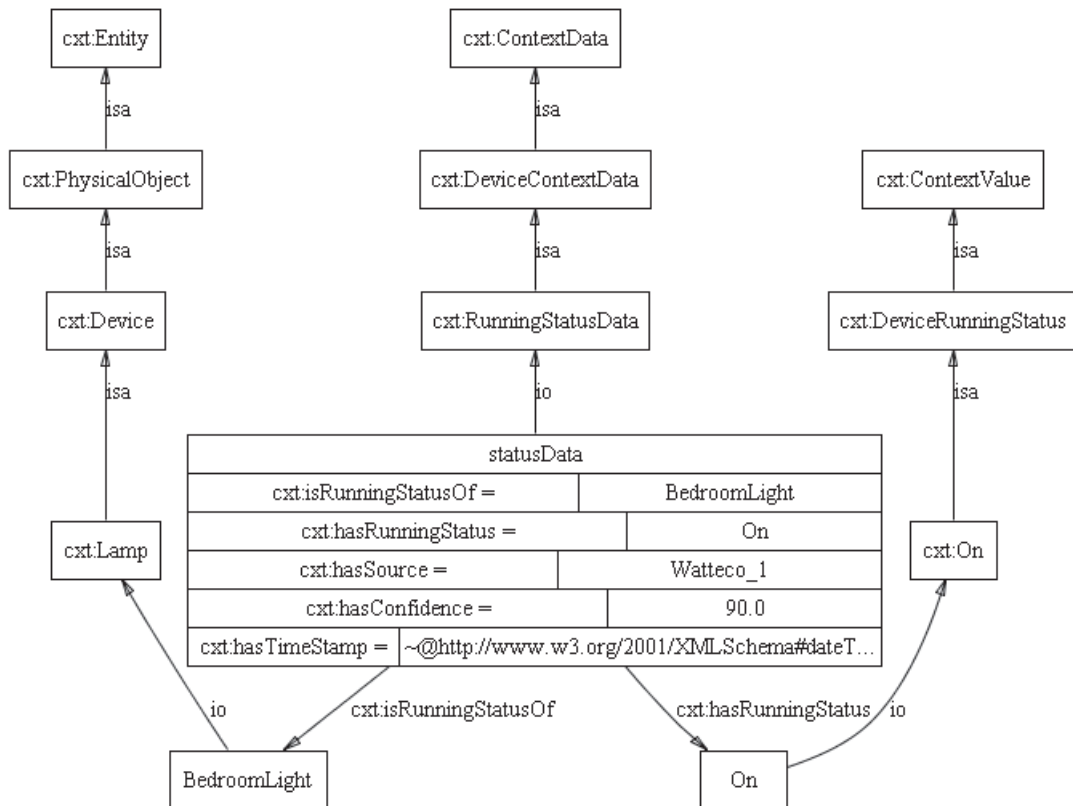 cxt:Entity
cxt:ContextData
isa
isa
cxt:PhysicalObject
cxt:DeviceContextData
cxt:ContextValue
isa
isa
isa
cxt:Device
cxt:RunningStatusData
cxt:DeviceRunningStatus
isa
io
isa
statusData
cxt:isRunningStatusOf = BedroomLight
cxt:hasRunningStatus = On
cxt:hasSource = Watteco_1
cxt:hasConfidence = 90.0
cxt:hasTimeStamp = ~@http://www.w3.org/2001/XMLSchema#dateT...
cxt:Lamp
cxt:On
io
cxt:isRunningStatusOf
cxt:hasRunningStatus
io
BedroomLight
On